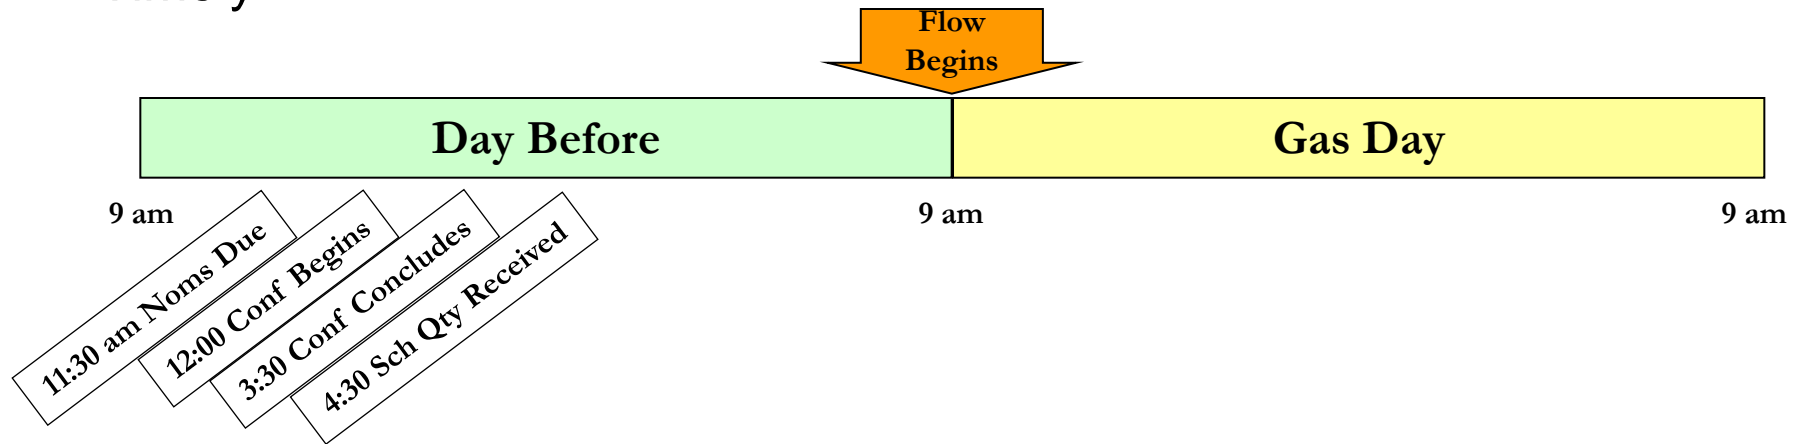 Flow
Begins
Day Before
Gas Day
9 am
9 am
9 am
11:30 am Noms Due
12:00 Conf Begins
3:30 Conf Concludes
4:30 Sch Qty Received